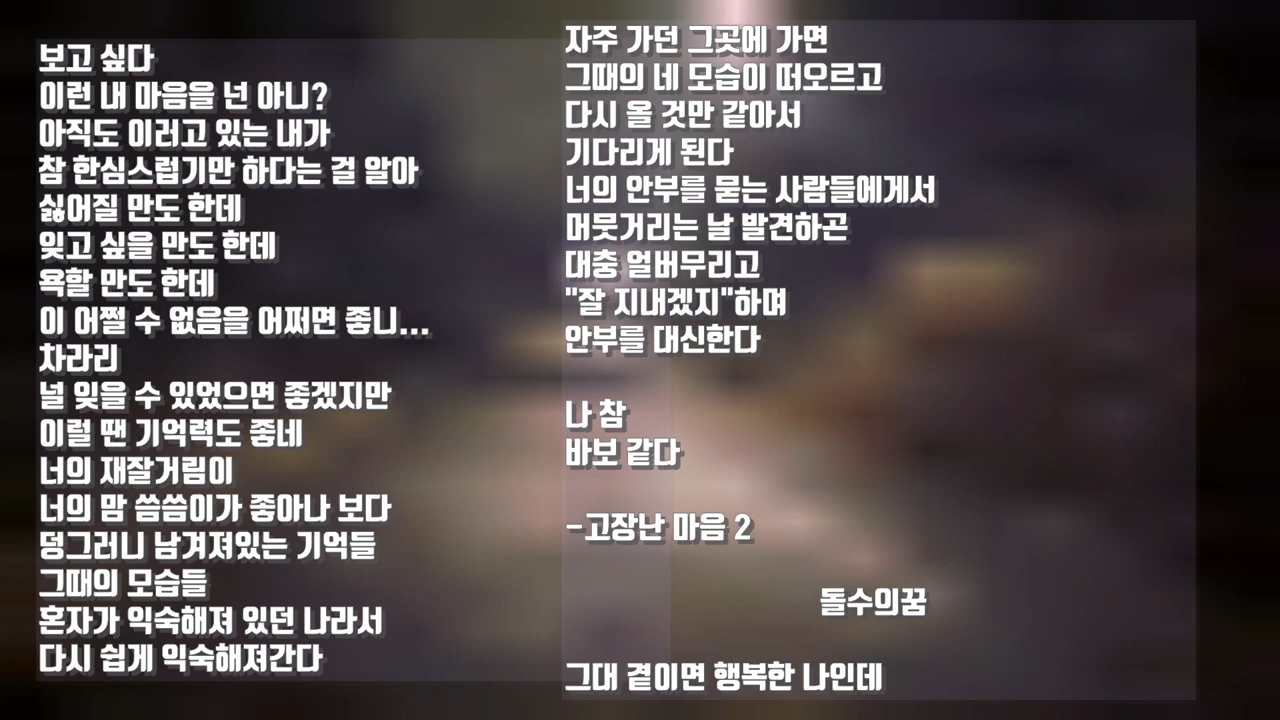 보고 싶다
이런 내 마음을 넌 아니?
아직도 이러고 있는 내가
참 한심스럽기만 하다는 걸 알아
싫어질 만도 한데
잊고 싶을 만도 한데
욕할 만도 한데
이 어쩔 수 없음을 어쩌면 좋니...
차라리
널 잊을 수 있었으면 좋겠지만
이럴 땐 기억력도 좋네
너의 재잘거림이
너의 맘 씀씀이가 좋아나 보다
덩그러니 남겨져있는 기억들
그때의 모습들
혼자가 익숙해져 있던 나라서
다시 쉽게 익숙해져간다
자주 가던 그곳에 가면
그때의 네 모습이 떠오르고
다시 올 것만 같아서
기다리게 된다
너의 안부를 묻는 사람들에게서
머뭇거리는 날 발견하곤
대충 얼버무리고
"잘 지내겠지"하며
안부를 대신한다
나 참
바보 같다
-고장난 마음 2
돌수의꿈
그대 곁이면 행복한 나인데